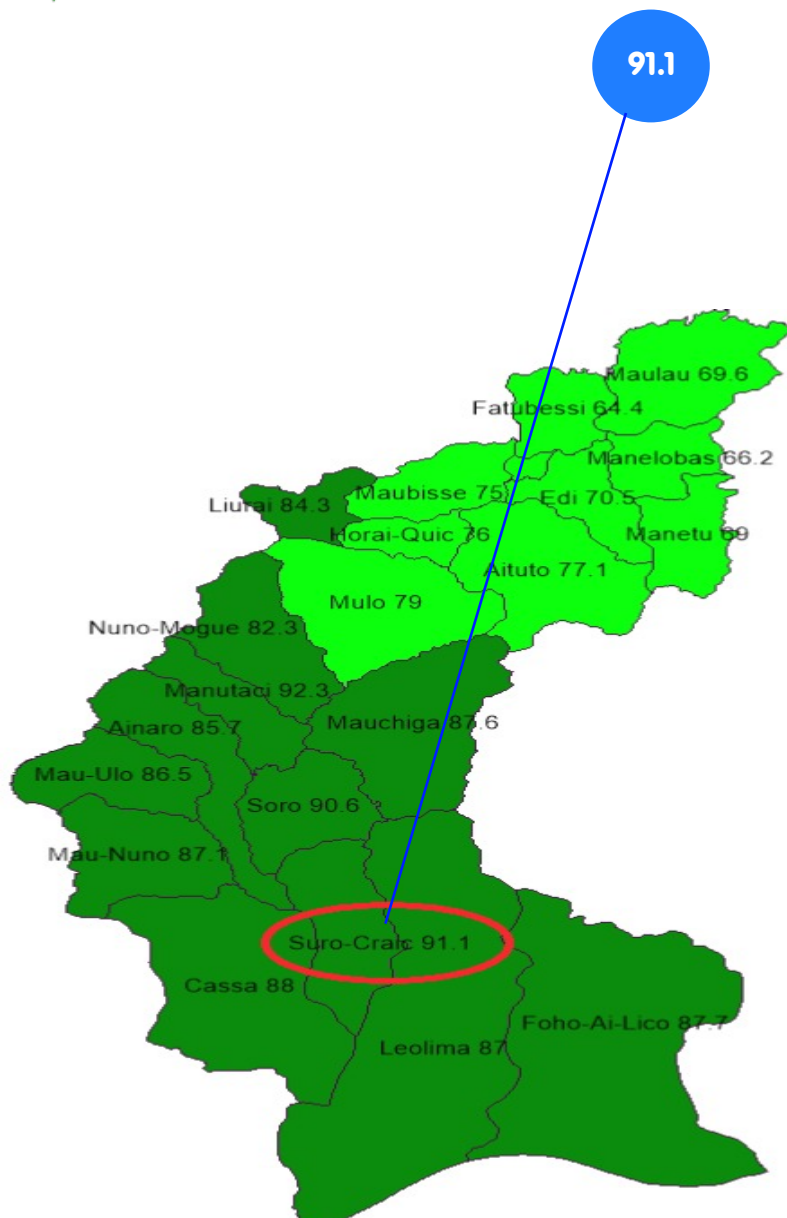 91.1
Maulau 69.6
Fatubessi 64.4
Manelobas 66.2
Maubisse 75
Edi 70.5
Liurai 84.3
Horai-Quic 76
Manetu 69
Aituto 77.1
Mulo 79
Nuno-Mogue 82.3
Manutaci 92.3
Mauchiga 87.6
Ainaro 85.7
Mau-Ulo 86.5
Soro 90.6
Mau-Nuno 87.1
Suro-Craic 91.1
Cassa 88
Foho-Ai-Lico 87.7
Leolima 87